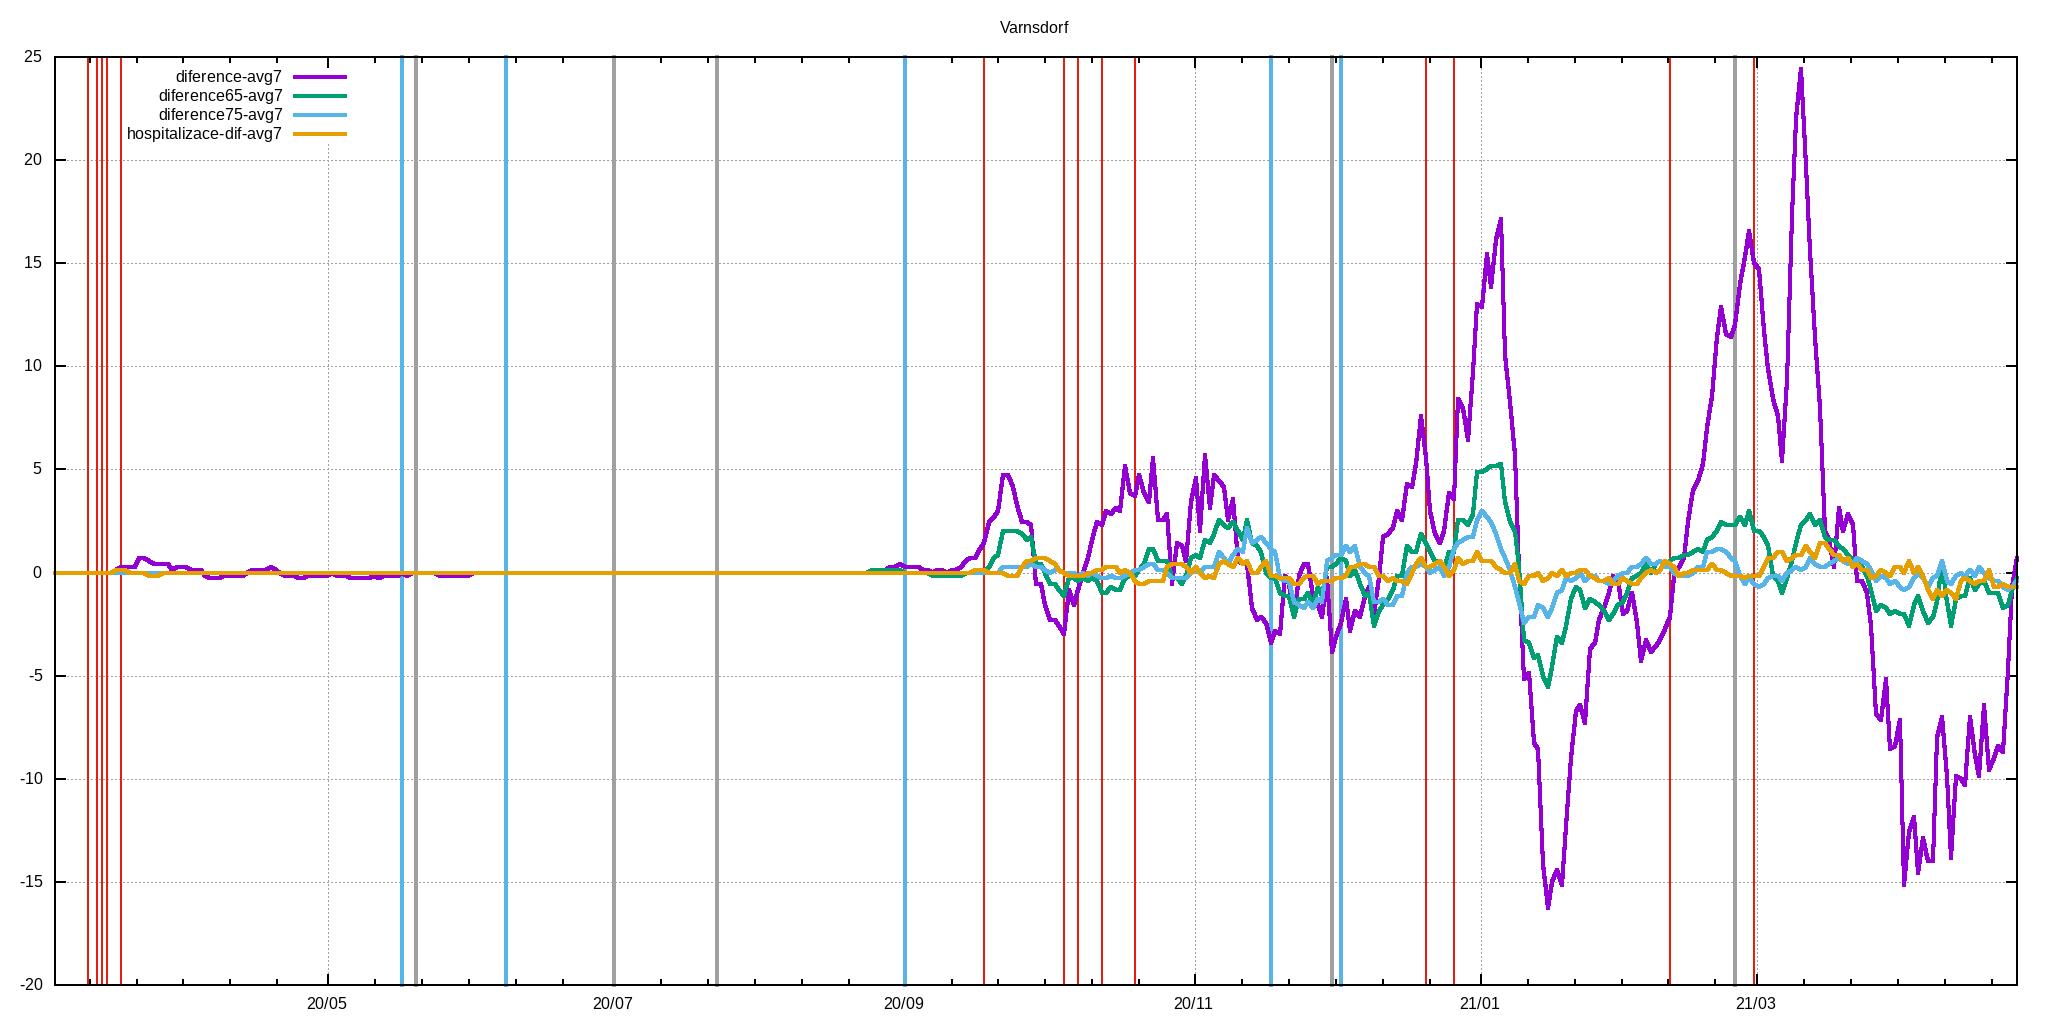 Varnsdorf
diference-avg7
diference65-avg7
diference75-avg7
hospitalizace-dif-avg7
25
20
15
10
5
0
-5
-10
-15
-20
20/05 20/07 20/09 20/11 21/01 21/03